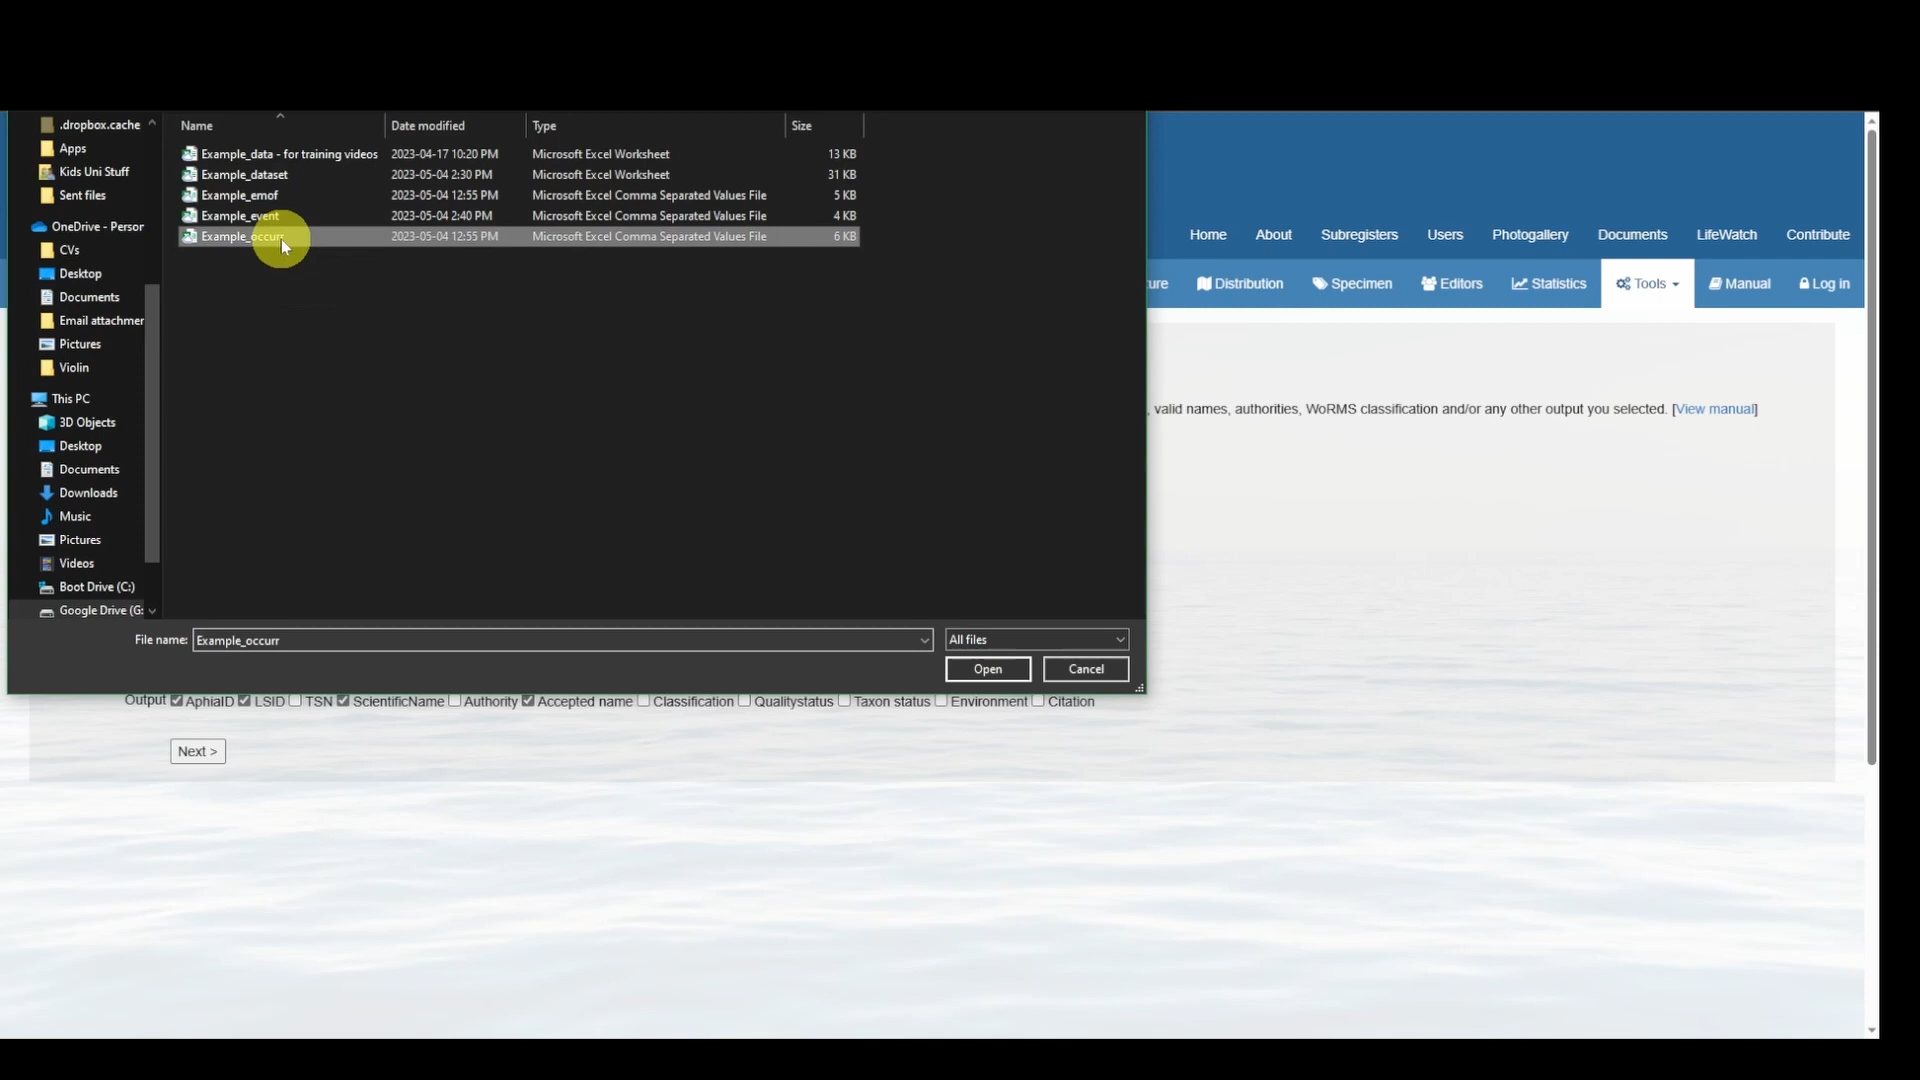 .dropbox.cache
Apps
Kids Uni Stuff
Sent files
OneDrive - Person
CVs
Desktop
Documents
Email attachmer
Pictures
Violin
This PC
3D Objects
Desktop
Documents
Downloads
Music
Pictures
Videos
Boot Drive (C:)
Google Drive (G:
Name Date modified Type Size
Example_data - for training videos 2023-04-17 10:20 PM Microsoft Excel Worksheet 13 KB
Example_dataset 2023-05-04 2:30 PM Microsoft Excel Worksheet 31 KB
Example_emof 2023-05-04 12:55 PM Microsoft Excel Comma Separated Values File 5 KB
Example_event 2023-05-04 2:40 PM Microsoft Excel Comma Separated Values File 4 KB
Example_occurr 2023-05-04 12:55 PM Microsoft Excel Comma Separated Values File 6 KB
File name: Example_occurr All files
Open Cancel
Home About Subregisters Users Photogallery Documents LifeWatch Contribute
ure Distribution Specimen Editors Statistics Tools Manual Log in
, valid names, authorities, WoRMS classification and/or any other output you selected. [View manual]
Output AphiaID LSID TSN ScientificName Authority Accepted name Classification Qualitystatus Taxon status Environment Citation
Next >